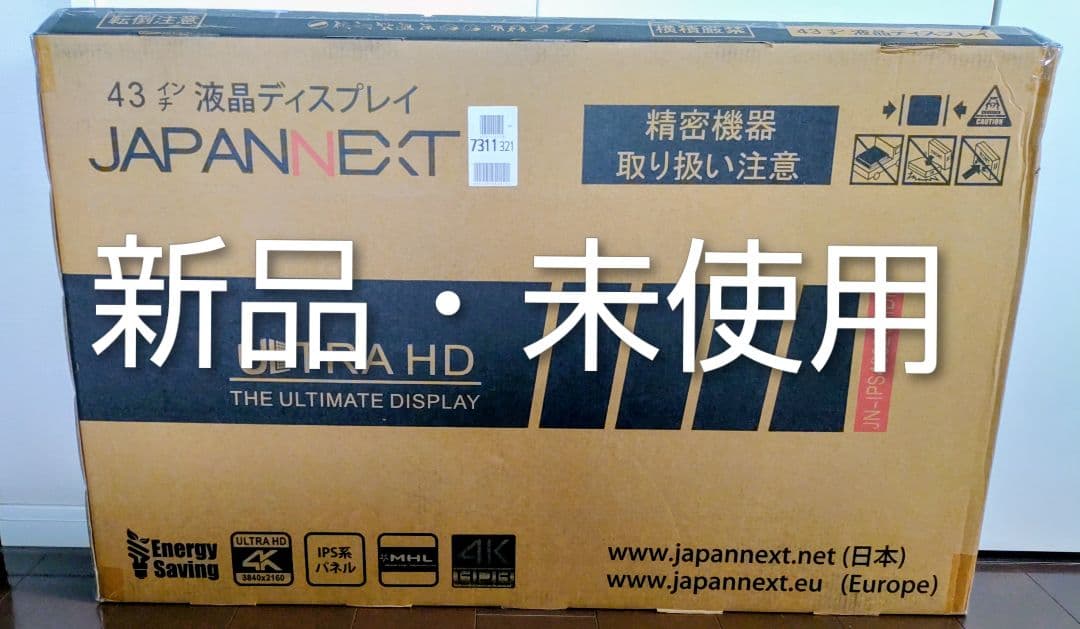 転倒注意
横積厳禁
43インチ 液晶ディスプレイ
43インチ 液晶ディスプレイ
JAPANNEXT
7311 321
精密機器
取り扱い注意
CAUTION
新品・未使用
ULTRA HD
THE ULTIMATE DISPLAY
JN-IPS
Energy
Saving
ULTRA HD
4K
3840x2160
IPS系
パネル
MHL
4K
HDR
www.japannext.net (日本)
www.japannext.eu (Europe)